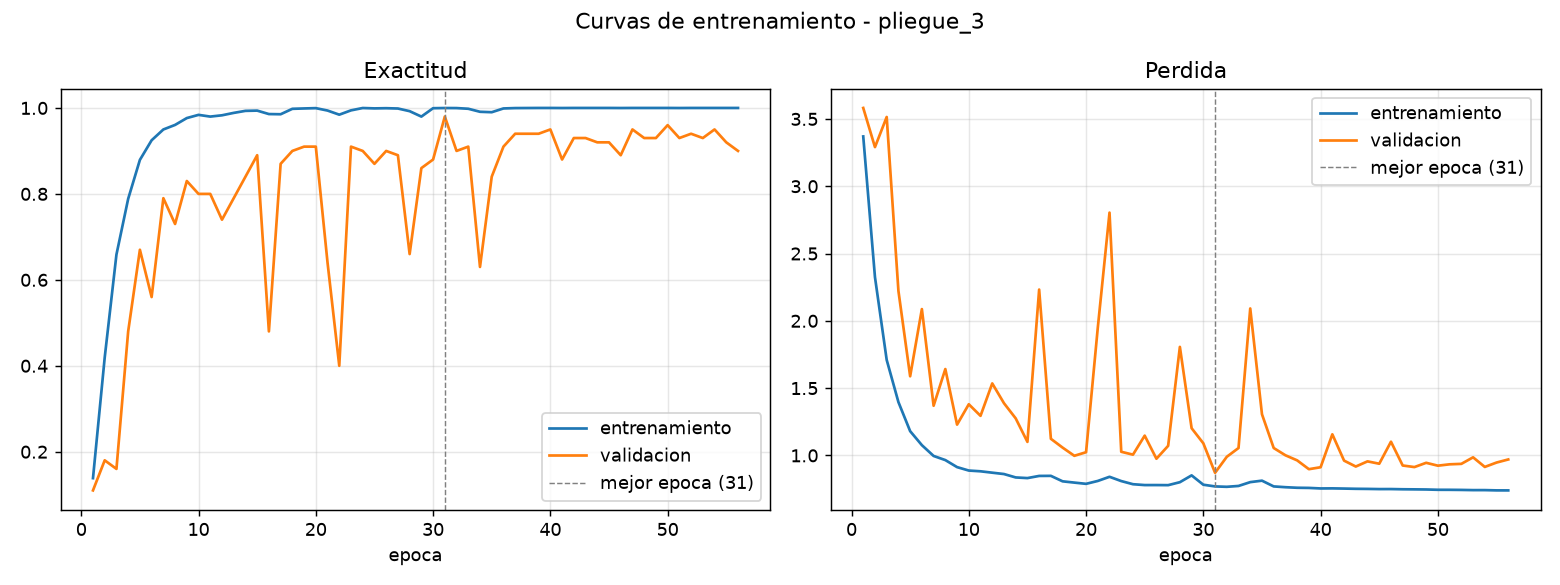 Curvas de entrenamiento - pliegue_3
Exactitud
1.0
0.8
0.6
0.4
0.2
0
10
20
30
40
50
epoca
entrenamiento
validacion
mejor epoca (31)
Perdida
3.5
3.0
2.5
2.0
1.5
1.0
0
10
20
30
40
50
epoca
entrenamiento
validacion
mejor epoca (31)